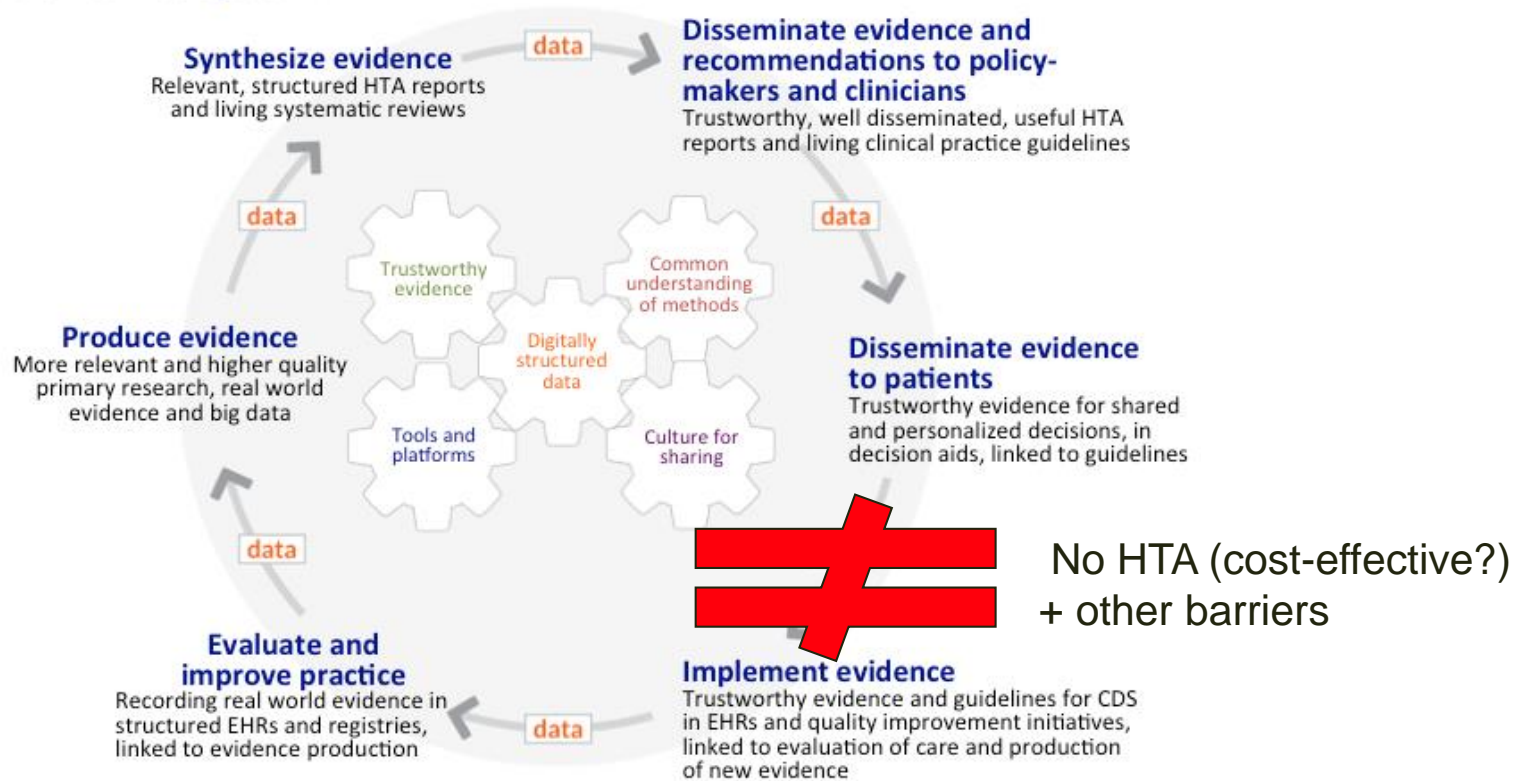 data
Synthesize evidence
Relevant, structured HTA reports
and living systematic reviews
Disseminate evidence and
recommendations to policy-
makers and clinicians
Trustworthy, well disseminated, useful HTA
reports and living clinical practice guidelines
data
data
Trustworthy
evidence
Common
understanding
of methods
Digitally
structured
data
Tools and
platforms
Culture for
sharing
Produce evidence
More relevant and higher quality
primary research, real world
evidence and big data
Disseminate evidence
to patients
Trustworthy evidence for shared
and personalized decisions, in
decision aids, linked to guidelines
data
No HTA (cost-effective?)
+ other barriers
Evaluate and
improve practice
Recording real world evidence in
structured EHRs and registries,
linked to evidence production
data
Implement evidence
Trustworthy evidence and guidelines for CDS
in EHRs and quality improvement initiatives,
linked to evaluation of care and production
of new evidence